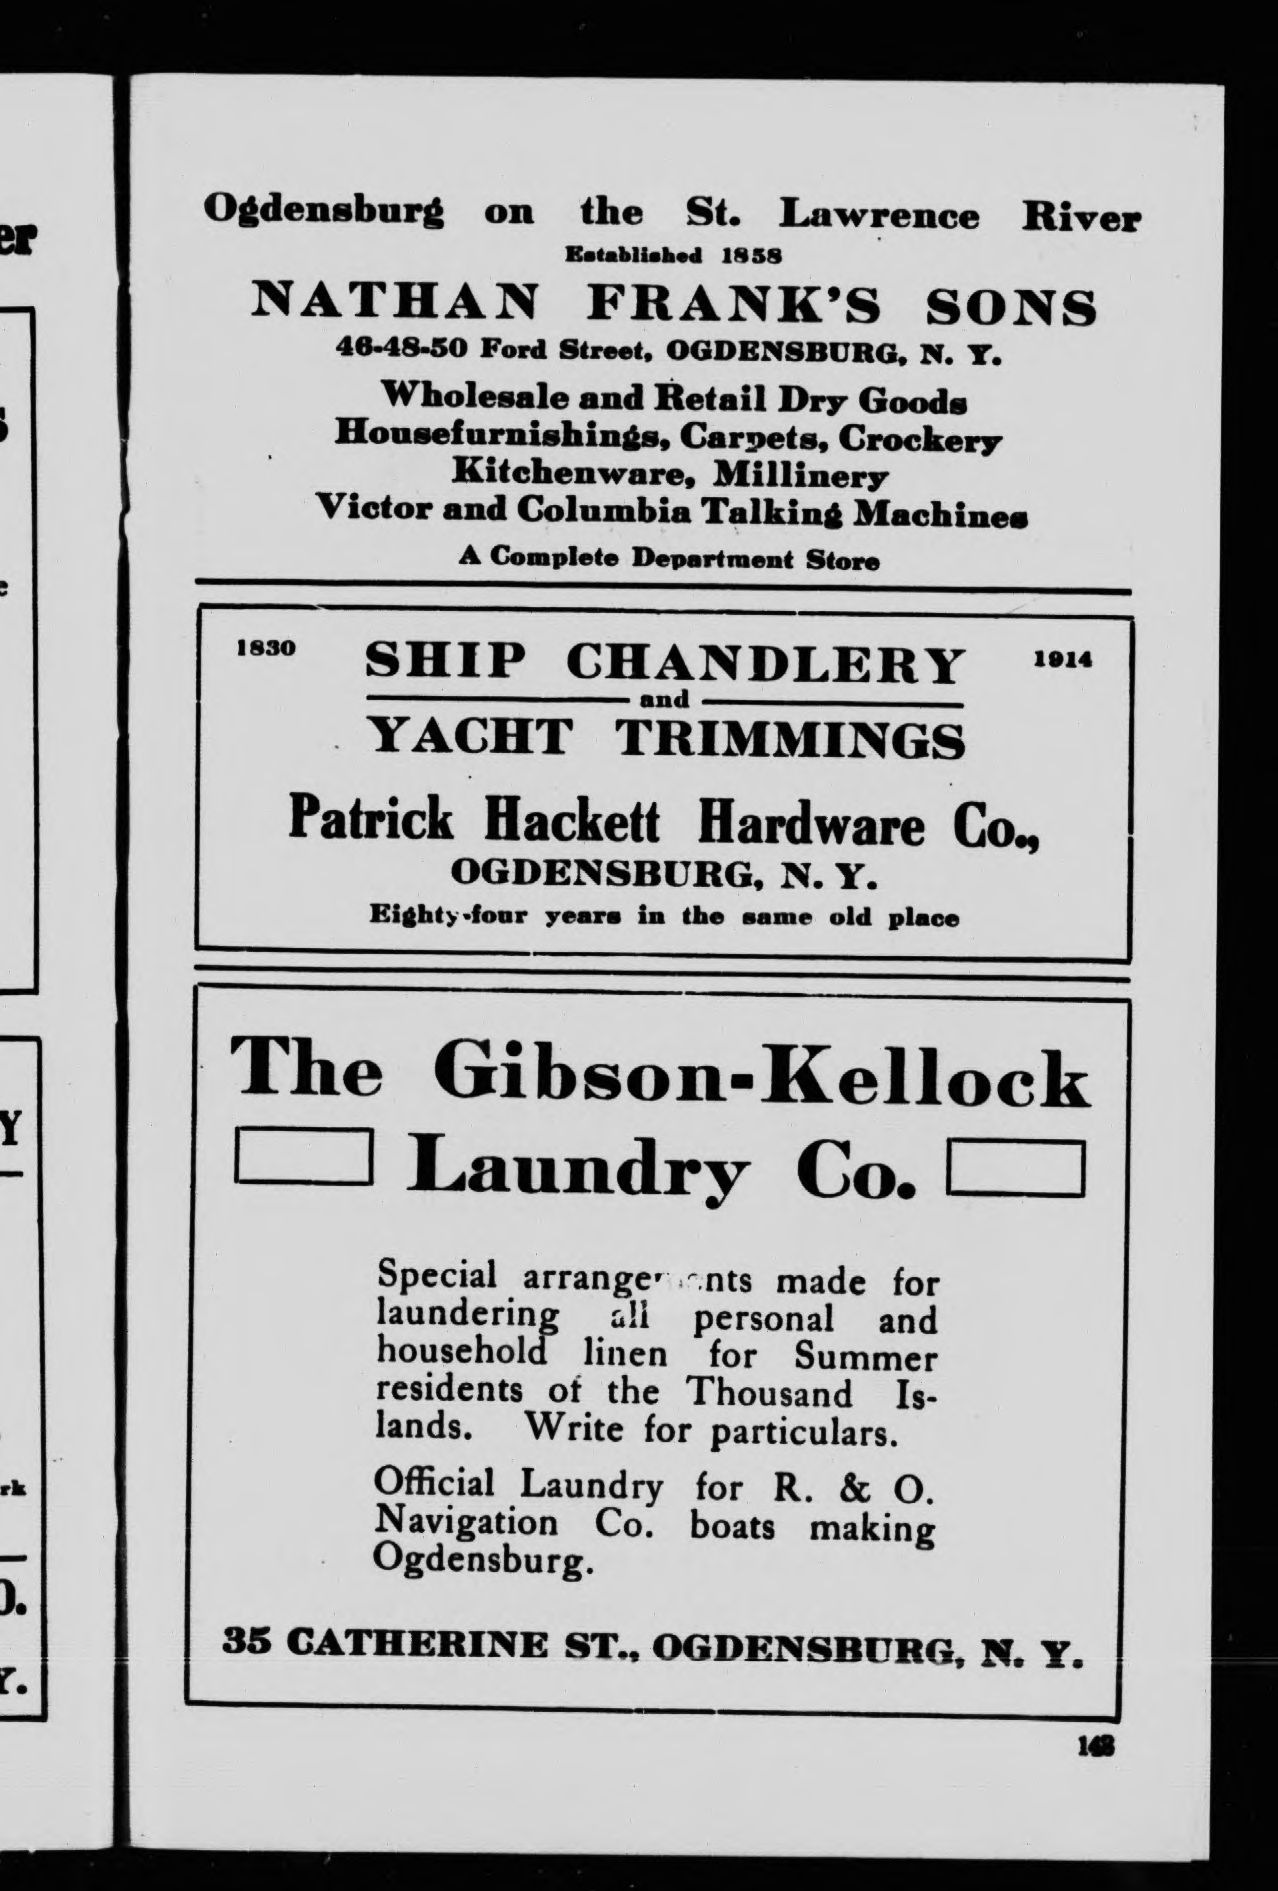 Ogdensburg on the St. Lawrence River
Established 1858
NATHAN FRANK'S SONS
46-48-50 Ford Street, OGDENSBURG, N. Y.
Wholesale and Retail Dry Goods
Housefurnishings, Carpets, Crockery
Kitchenware, Millinery
Victor and Columbia Talking Machines
A Complete Department Store
1830 SHIP CHANDLERY 1914
and
YACHT TRIMMINGS
Patrick Hackett Hardware Co.,
OGDENSBURG, N. Y.
Eighty-four years in the same old place
The Gibson-Kellock
Laundry Co.
Special arrangements made for
laundering all personal and
household linen for Summer
residents of the Thousand Is-
lands. Write for particulars.
Official Laundry for R. & O.
Navigation Co. boats making
Ogdensburg.
35 CATHERINE ST., OGDENSBURG, N. Y.